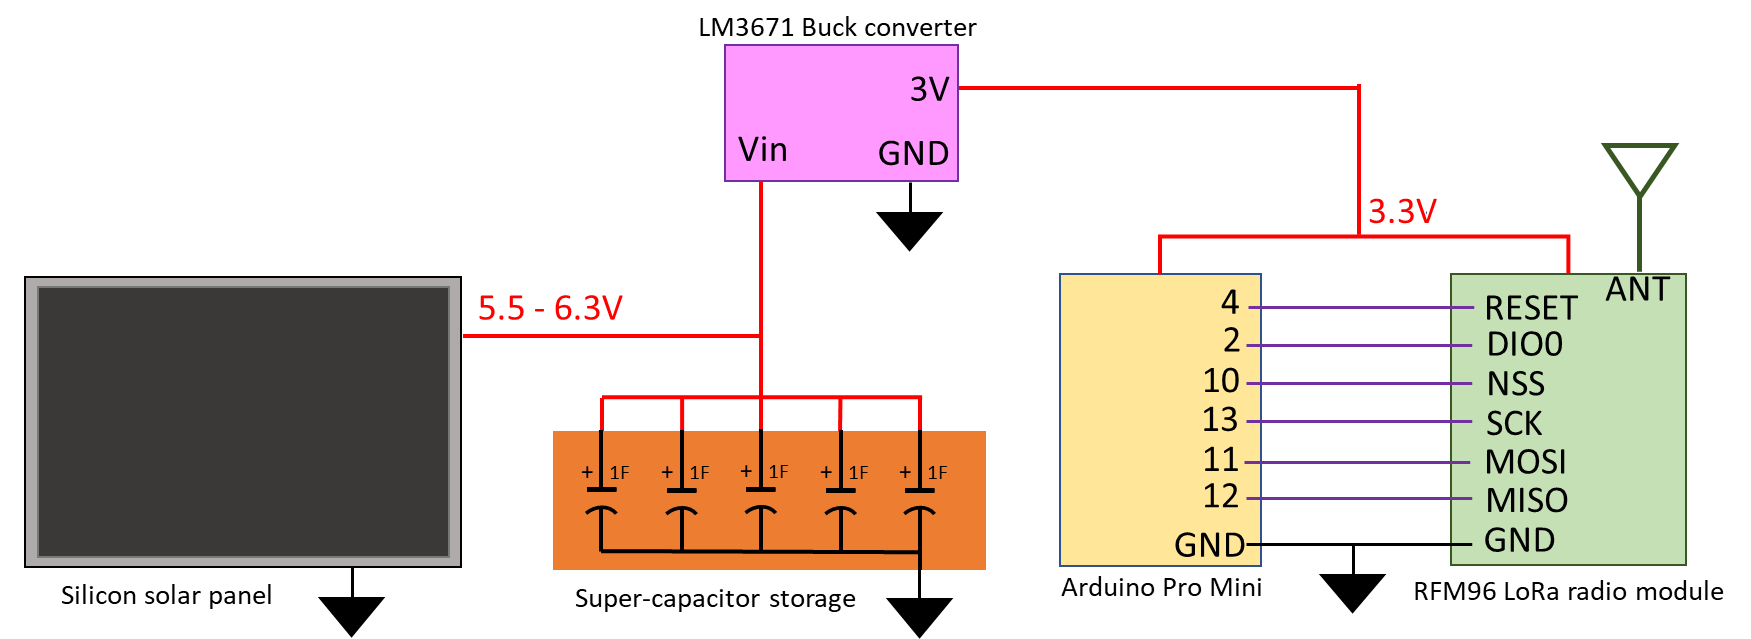 LM3671 Buck converter
3V
Vin
GND
3.3V
5.5 - 6.3V
ANT
4
RESET
2
DIO0
10
NSS
13
SCK
11
MOSI
12
MISO
GND
GND
+ 1F
+ 1F
+ 1F
+ 1F
+ 1F
Silicon solar panel
Super-capacitor storage
Arduino Pro Mini
RFM96 LoRa radio module